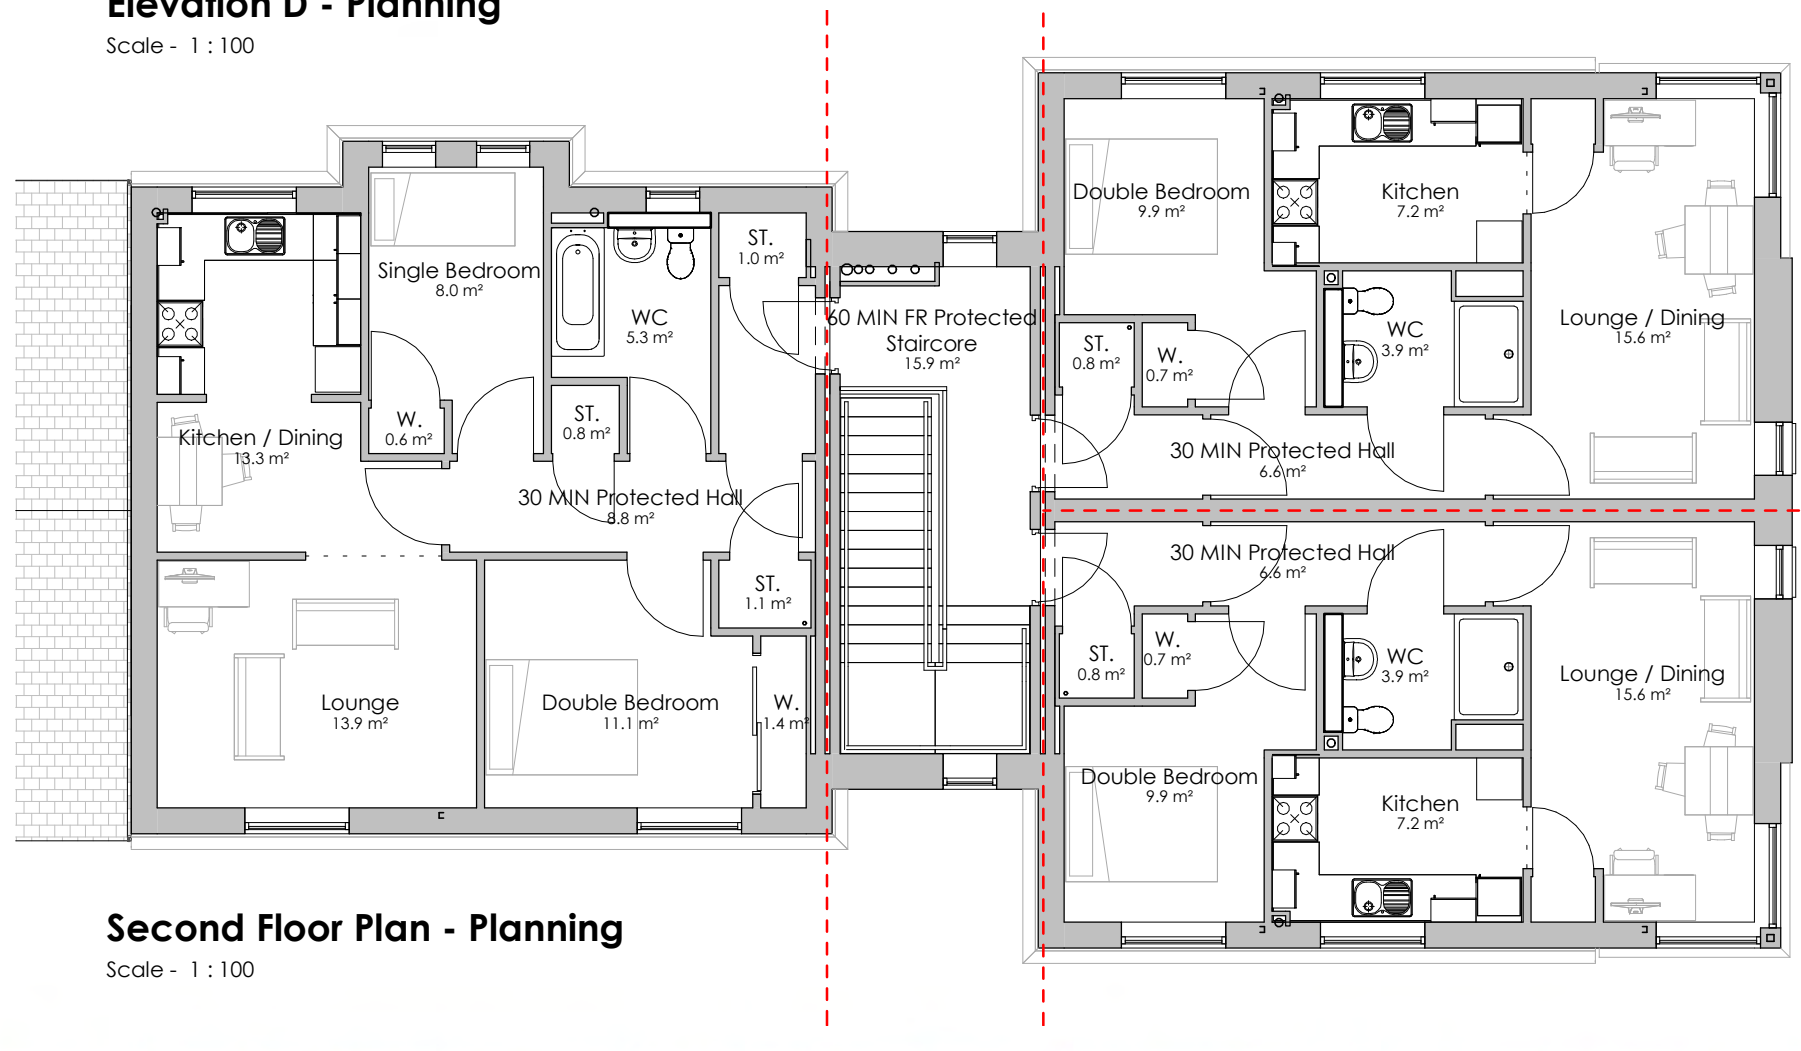 Elevation D - Planning
Scale - 1 : 100
Double Bedroom
9.9 m²
Kitchen
7.2 m²
ST.
1.0 m²
Single Bedroom
8.0 m²
WC
5.3 m²
60 MIN FR Protected
Staircore
15.9 m²
ST.
0.8 m²
W.
0.7 m²
WC
3.9 m²
Lounge / Dining
15.6 m²
W.
0.6 m²
ST.
0.8 m²
Kitchen / Dining
13.3 m²
30 MIN Protected Hall
6.6 m²
30 MIN Protected Hall
8.8 m²
30 MIN Protected Hall
6.6 m²
ST.
1.1 m²
ST.
0.8 m²
W.
0.7 m²
WC
3.9 m²
Lounge / Dining
15.6 m²
Lounge
13.9 m²
Double Bedroom
11.1 m²
W.
1.4 m²
Double Bedroom
9.9 m²
Kitchen
7.2 m²
Second Floor Plan - Planning
Scale - 1 : 100